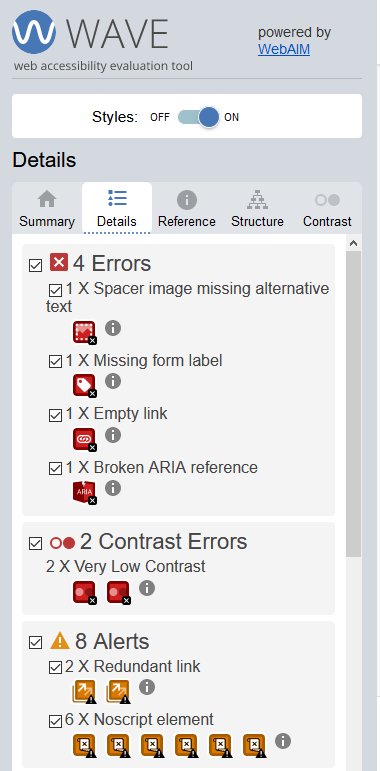 WAVE
powered by
WebAIM
web accessibility evaluation tool
Styles: OFF ON
Details
Summary Details Reference Structure Contrast
4 Errors
1 X Spacer image missing alternative
text
1 X Missing form label
1 X Empty link
1 X Broken ARIA reference
ARIA
2 Contrast Errors
2 X Very Low Contrast
8 Alerts
2 X Redundant link
6 X Noscript element